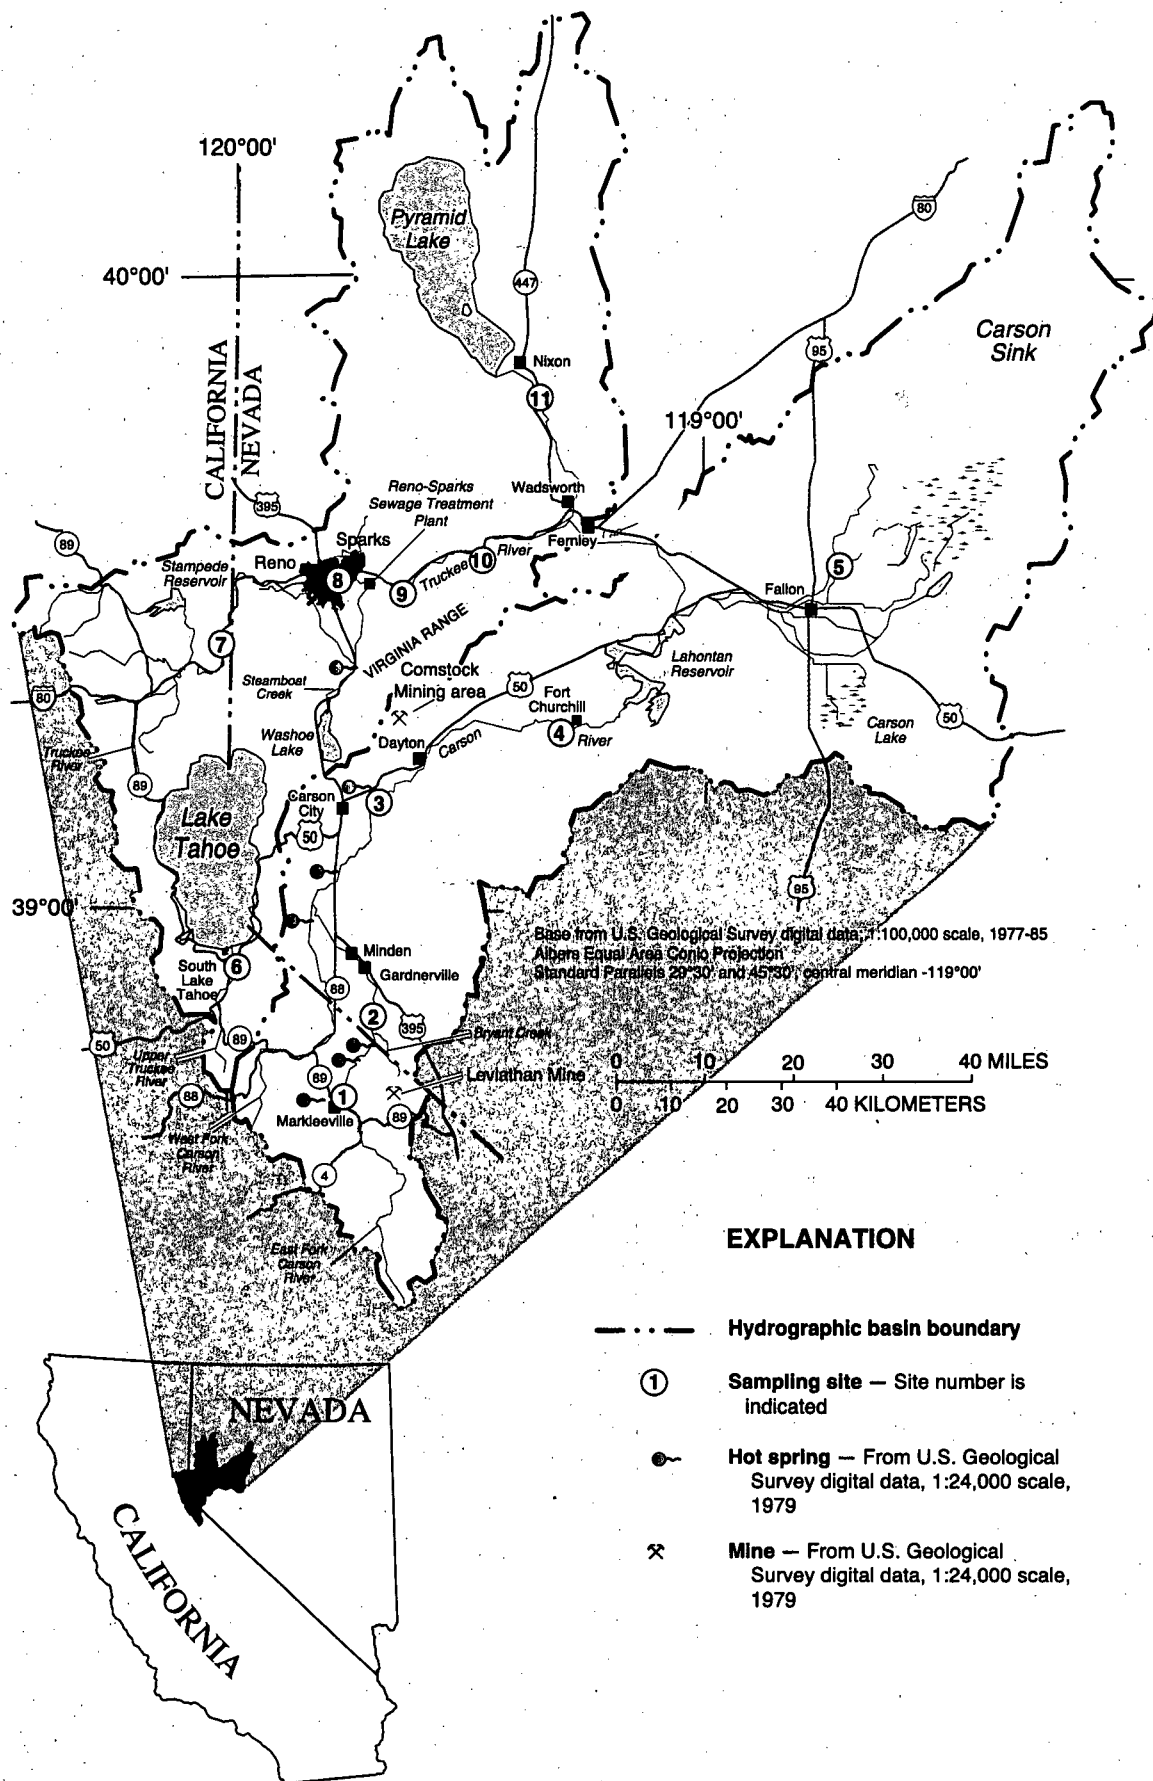 120°00'
80
Pyramid
Lake
40°00'
447
Carson
Sink
95
CALIFORNIA
NEVADA
Nixon
11
119°00'
395
Reno-Sparks
Sewage Treatment
Plant
Wadsworth
89
Sparks
Fernley
Stampede
Reservoir
Reno
8
9
Truckee
10
River
5
Fallon
7
VIRGINIA RANGE
Steamboat
Creek
Comstock
Mining area
Lahontan
Reservoir
80
50
Fort
Churchill
4
River
Carson
Lake
50
Washoe
Lake
Dayton
Carson
Truckee
River
89
Carson
City
3
50
Lake
Tahoe
95
39°00'
Base from U.S. Geological Survey digital data, 1:100,000 scale, 1977-85
Albers Equal Area Conic Projection
Standard Parallels 29°30' and 45°30', central meridian -119°00'
Minden
Gardnerville
South
Lake
Tahoe
6
88
2
395
50
89
Bryant Creek
Upper
Truckee
River
89
Leviathan Mine
0 10 20 30 40 MILES
0 10 20 30 40 KILOMETERS
88
1
Markleeville
89
West Fork
Carson
River
4
East Fork
Carson
River
EXPLANATION
Hydrographic basin boundary
1
Sampling site — Site number is
indicated
Hot spring — From U.S. Geological
Survey digital data, 1:24,000 scale,
1979
Mine — From U.S. Geological
Survey digital data, 1:24,000 scale,
1979
NEVADA
CALIFORNIA